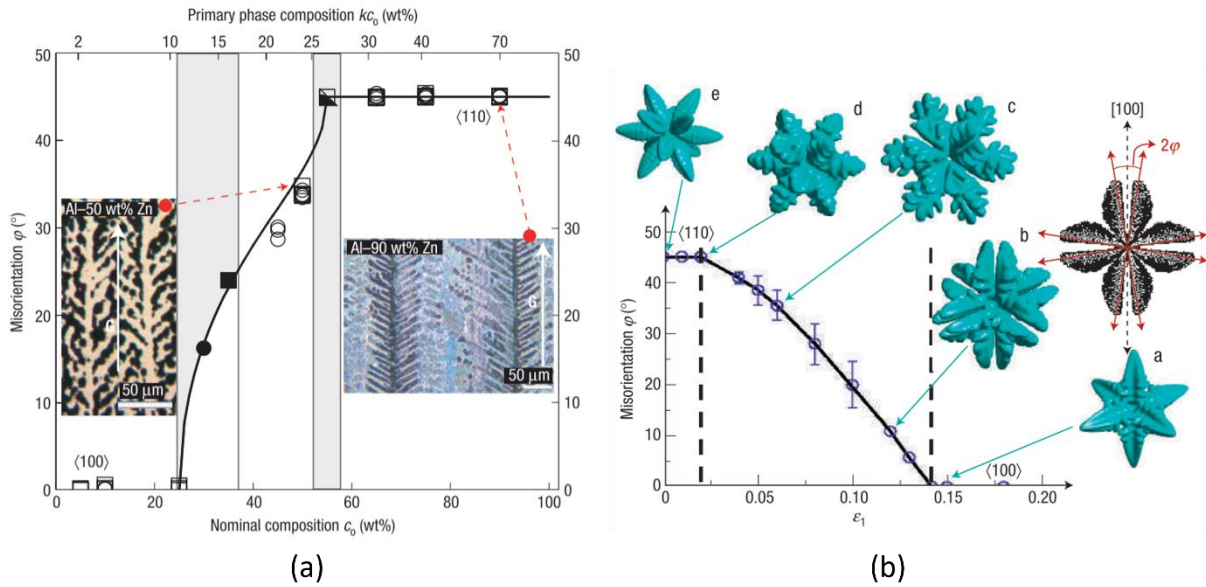 (a)
Primary phase composition kc₀ (wt%)
2 10 15 20 25 30 40 70
50 50
40 40
30 30
20 20
10 10
0 0
Misorientation φ (°)
⟨110⟩
Al–50 wt% Zn
G
50 μm
Al–90 wt% Zn
G
50 μm
⟨100⟩
0 20 40 60 80 100
Nominal composition c₀ (wt%)
(a)
(b)
e
d
c
[100]
2φ
b
a
50
40
30
20
10
0
Misorientation φ (°)
⟨110⟩
⟨100⟩
0 0.05 0.10 0.15 0.20
ε₁
(b)